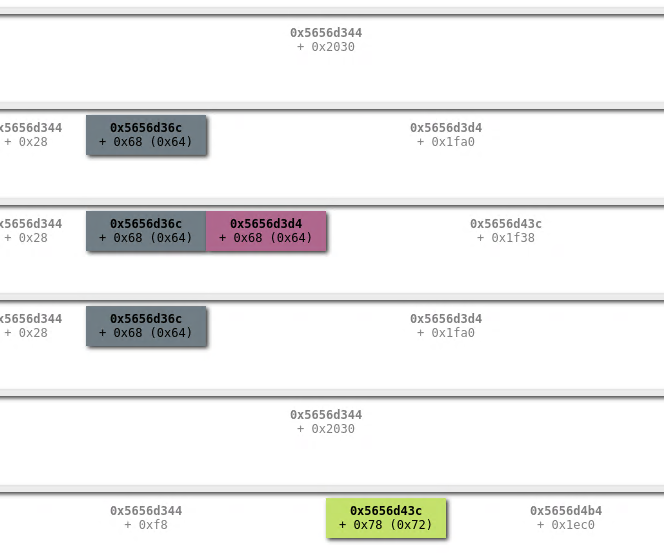 0x5656d344
+ 0x2030
x5656d344 0x5656d36c 0x5656d3d4
+ 0x28 + 0x68 (0x64) + 0x1fa0
x5656d344 0x5656d36c 0x5656d3d4 0x5656d43c
+ 0x28 + 0x68 (0x64) + 0x68 (0x64) + 0x1f38
x5656d344 0x5656d36c 0x5656d3d4
+ 0x28 + 0x68 (0x64) + 0x1fa0
0x5656d344
+ 0x2030
0x5656d344 0x5656d43c 0x5656d4b4
+ 0xf8 + 0x78 (0x72) + 0x1ec0